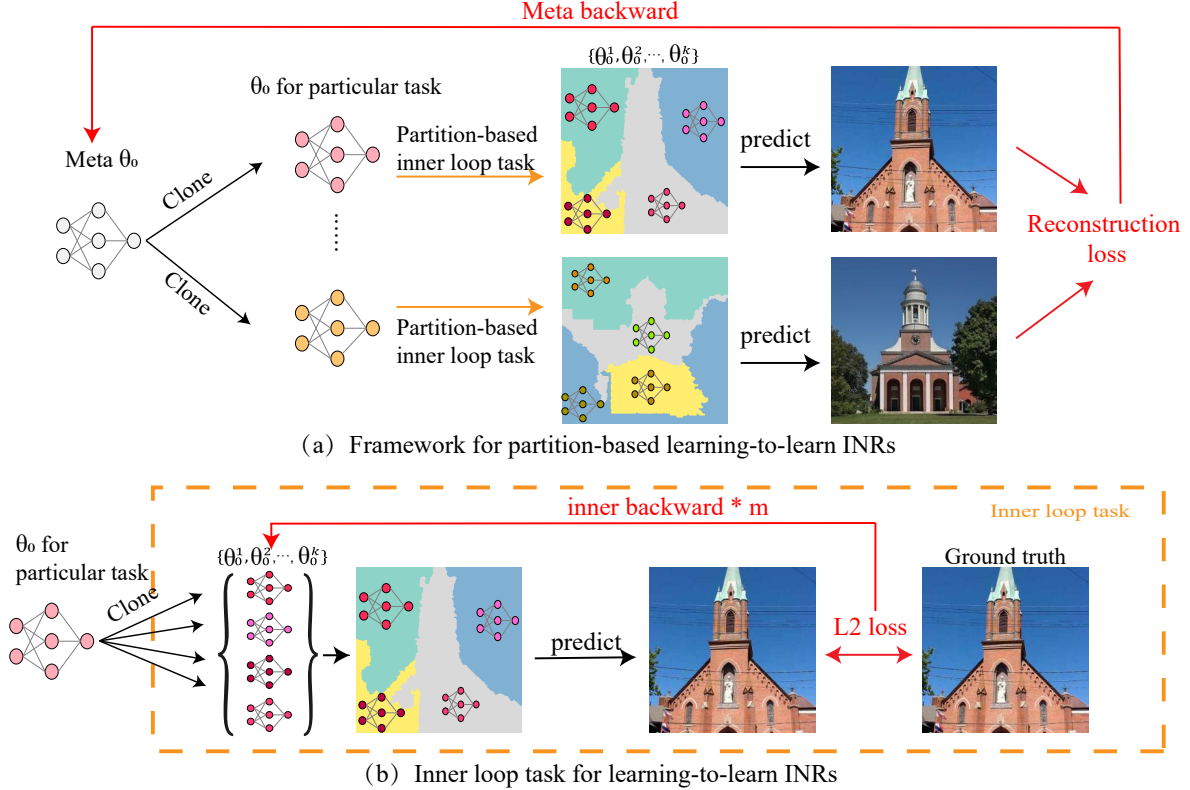 Meta backward
{θ₀¹,θ₀²,···,θ₀ᵏ}
θ₀ for particular task
Partition-based
inner loop task
predict
Meta θ₀
Clone
Clone
······
Reconstruction
loss
Partition-based
inner loop task
predict
(a) Framework for partition-based learning-to-learn INRs
inner backward * m
Inner loop task
θ₀ for
particular task
{θ₀¹,θ₀²,···,θ₀ᵏ}
Ground truth
Clone
predict
L2 loss
(b) Inner loop task for learning-to-learn INRs